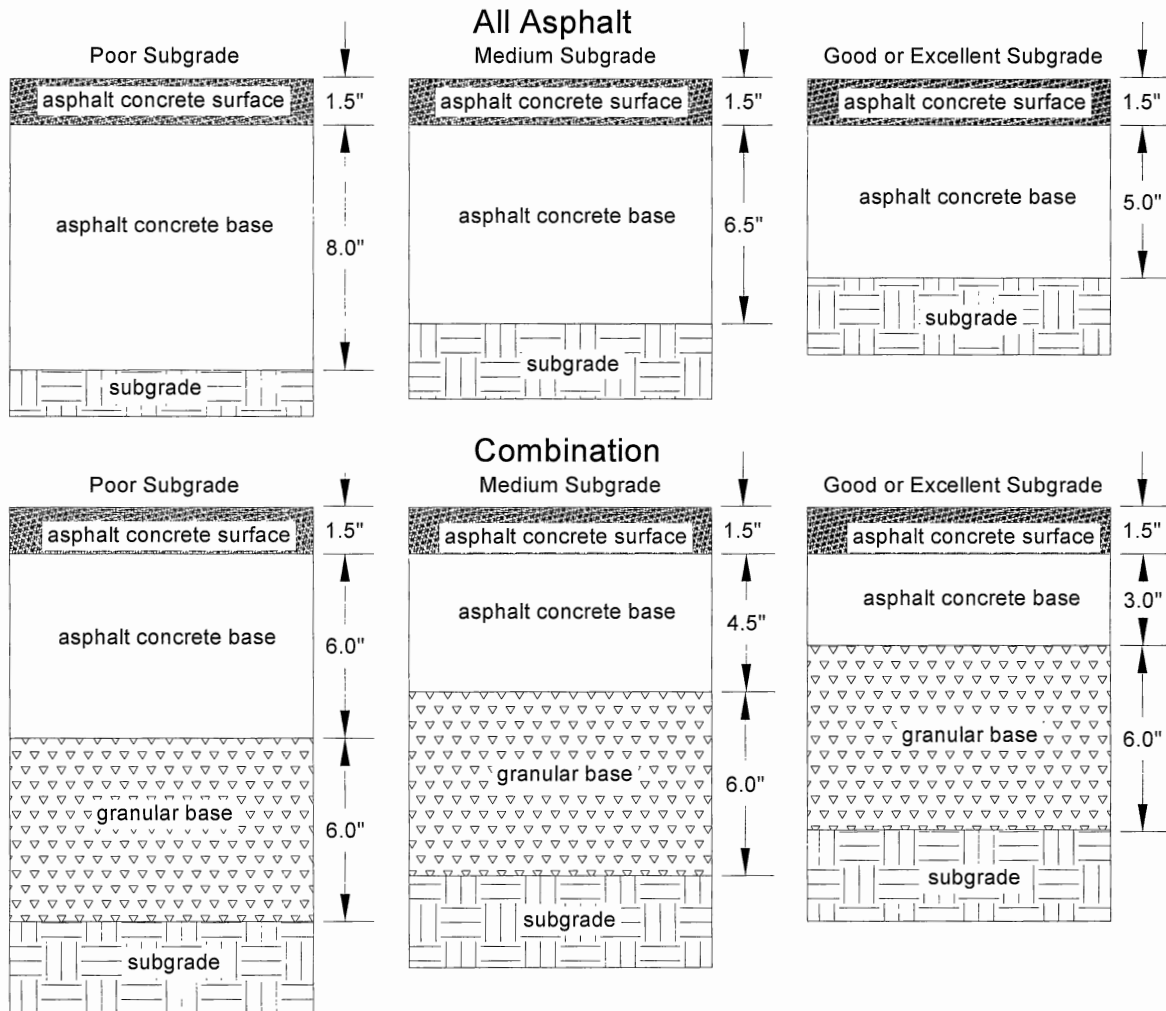 All Asphalt
Poor Subgrade
Medium Subgrade
Good or Excellent Subgrade
asphalt concrete surface
1.5"
asphalt concrete surface
1.5"
asphalt concrete surface
1.5"
asphalt concrete base
8.0"
asphalt concrete base
6.5"
asphalt concrete base
5.0"
subgrade
subgrade
subgrade
Combination
Poor Subgrade
Medium Subgrade
Good or Excellent Subgrade
asphalt concrete surface
1.5"
asphalt concrete surface
1.5"
asphalt concrete surface
1.5"
asphalt concrete base
6.0"
asphalt concrete base
4.5"
asphalt concrete base
3.0"
granular base
6.0"
granular base
6.0"
granular base
6.0"
subgrade
subgrade
subgrade